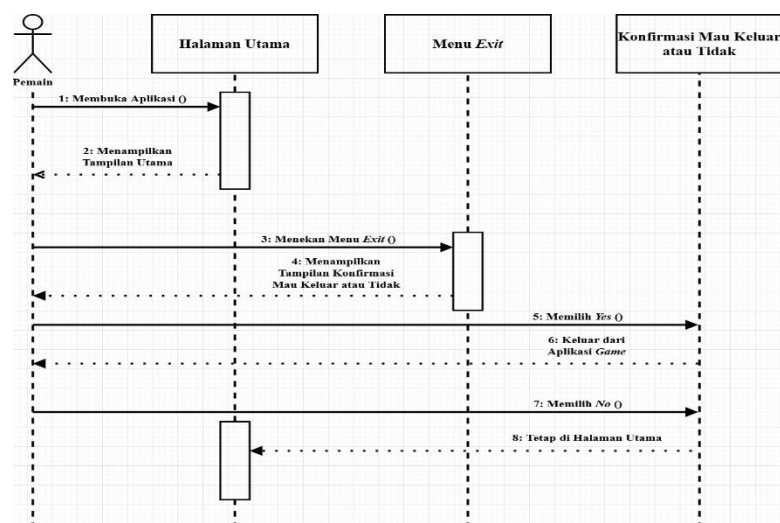 Halaman Utama
Menu Exit
Konfirmasi Mau Keluar
atau Tidak
Pemain
1: Membuka Aplikasi ()
2: Menampilkan
Tampilan Utama
3: Menekan Menu Exit ()
4: Menampilkan
Tampilan Konfirmasi
Mau Keluar atau Tidak
5: Memilih Yes ()
6: Keluar dari
Aplikasi Game
7: Memilih No ()
8: Tetap di Halaman Utama